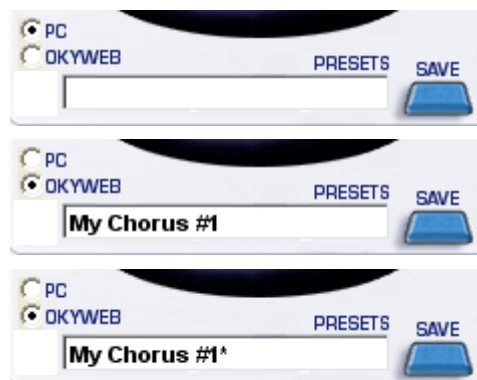 PC
OKYWEB
PRESETS SAVE
PC
OKYWEB
PRESETS SAVE
My Chorus #1
PC
OKYWEB
PRESETS SAVE
My Chorus #1*